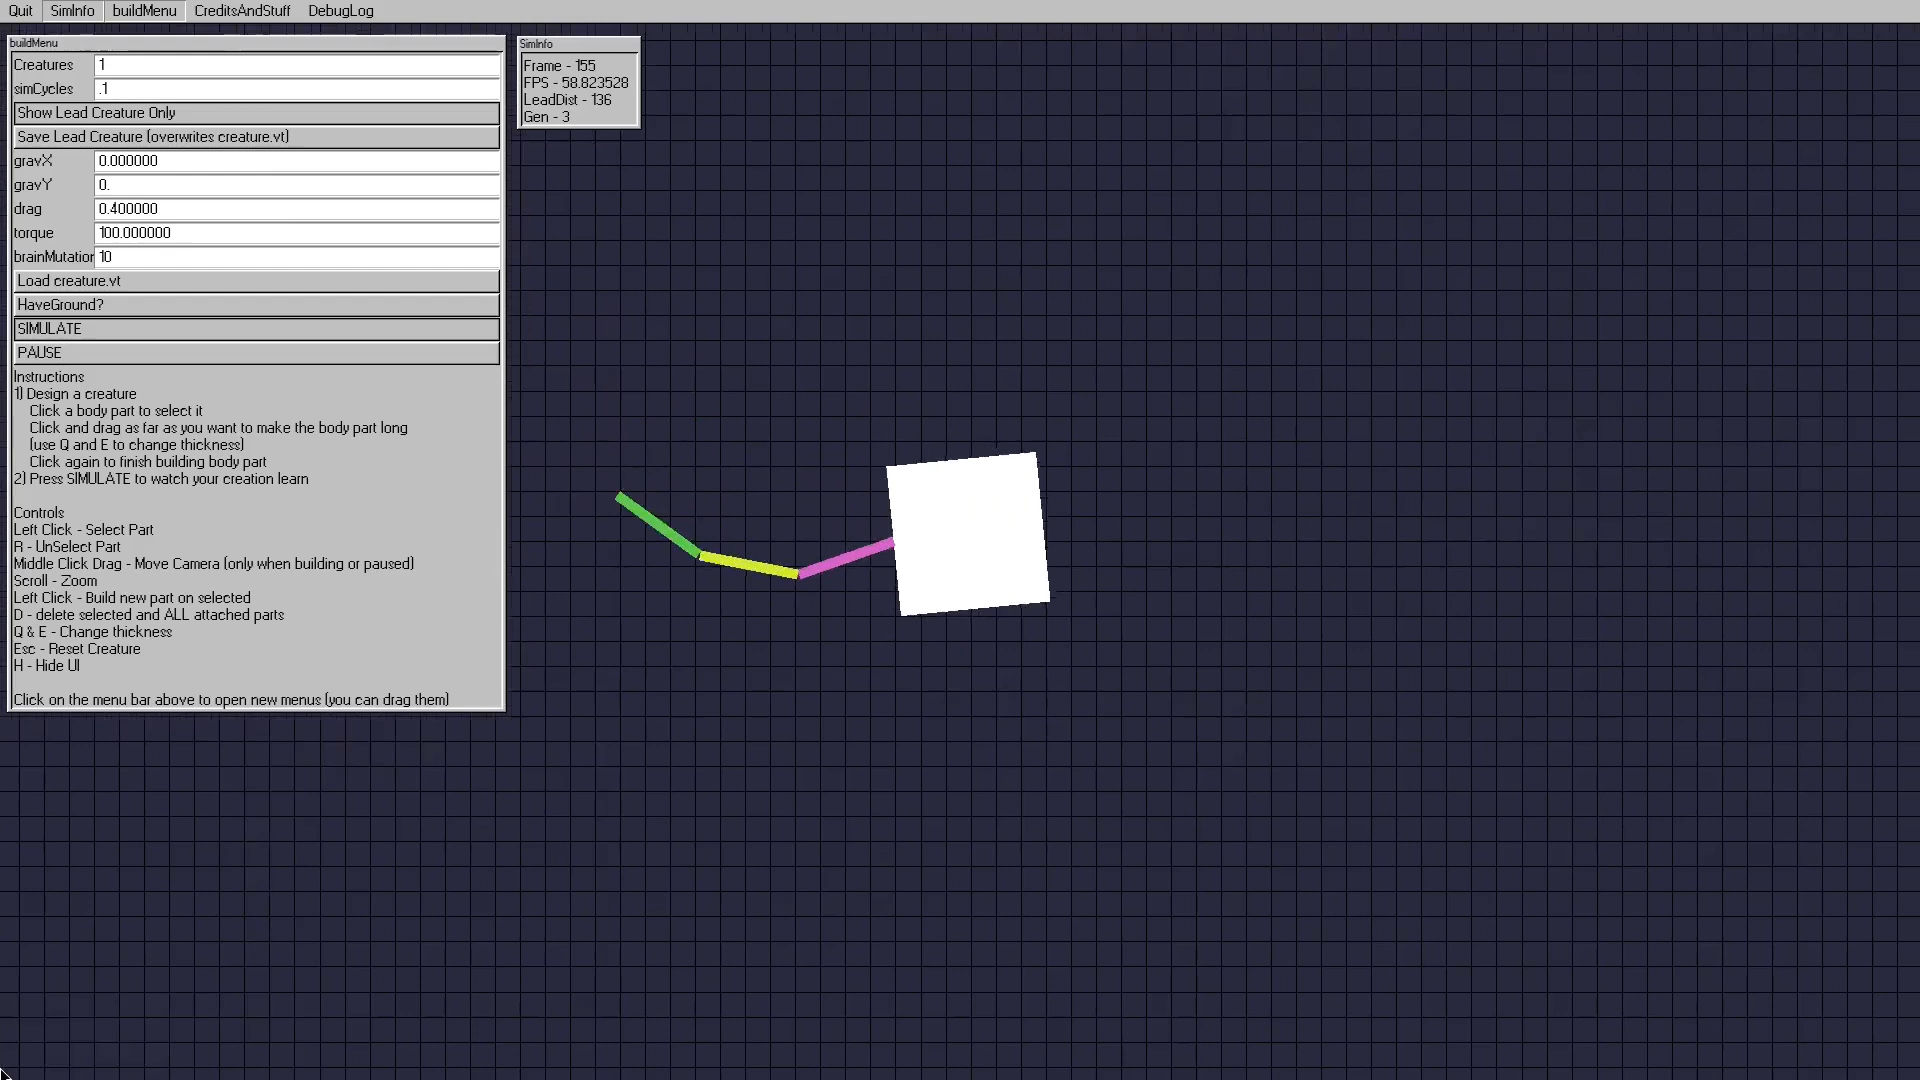 Quit SimInfo buildMenu CreditsAndStuff DebugLog
buildMenu
Creatures 1
simCycles .1
Show Lead Creature Only
Save Lead Creature (overwrites creature.vt)
gravX 0.000000
gravY 0.
drag 0.400000
torque 100.000000
brainMutation 10
Load creature.vt
HaveGround?
SIMULATE
PAUSE
Instructions
1) Design a creature
Click a body part to select it
Click and drag as far as you want to make the body part long
(use Q and E to change thickness)
Click again to finish building body part
2) Press SIMULATE to watch your creation learn
Controls
Left Click - Select Part
R - UnSelect Part
Middle Click Drag - Move Camera (only when building or paused)
Scroll - Zoom
Left Click - Build new part on selected
D - delete selected and ALL attached parts
Q & E - Change thickness
Esc - Reset Creature
H - Hide UI
Click on the menu bar above to open new menus (you can drag them)
SimInfo
Frame - 155
FPS - 58.823528
LeadDist - 136
Gen - 3